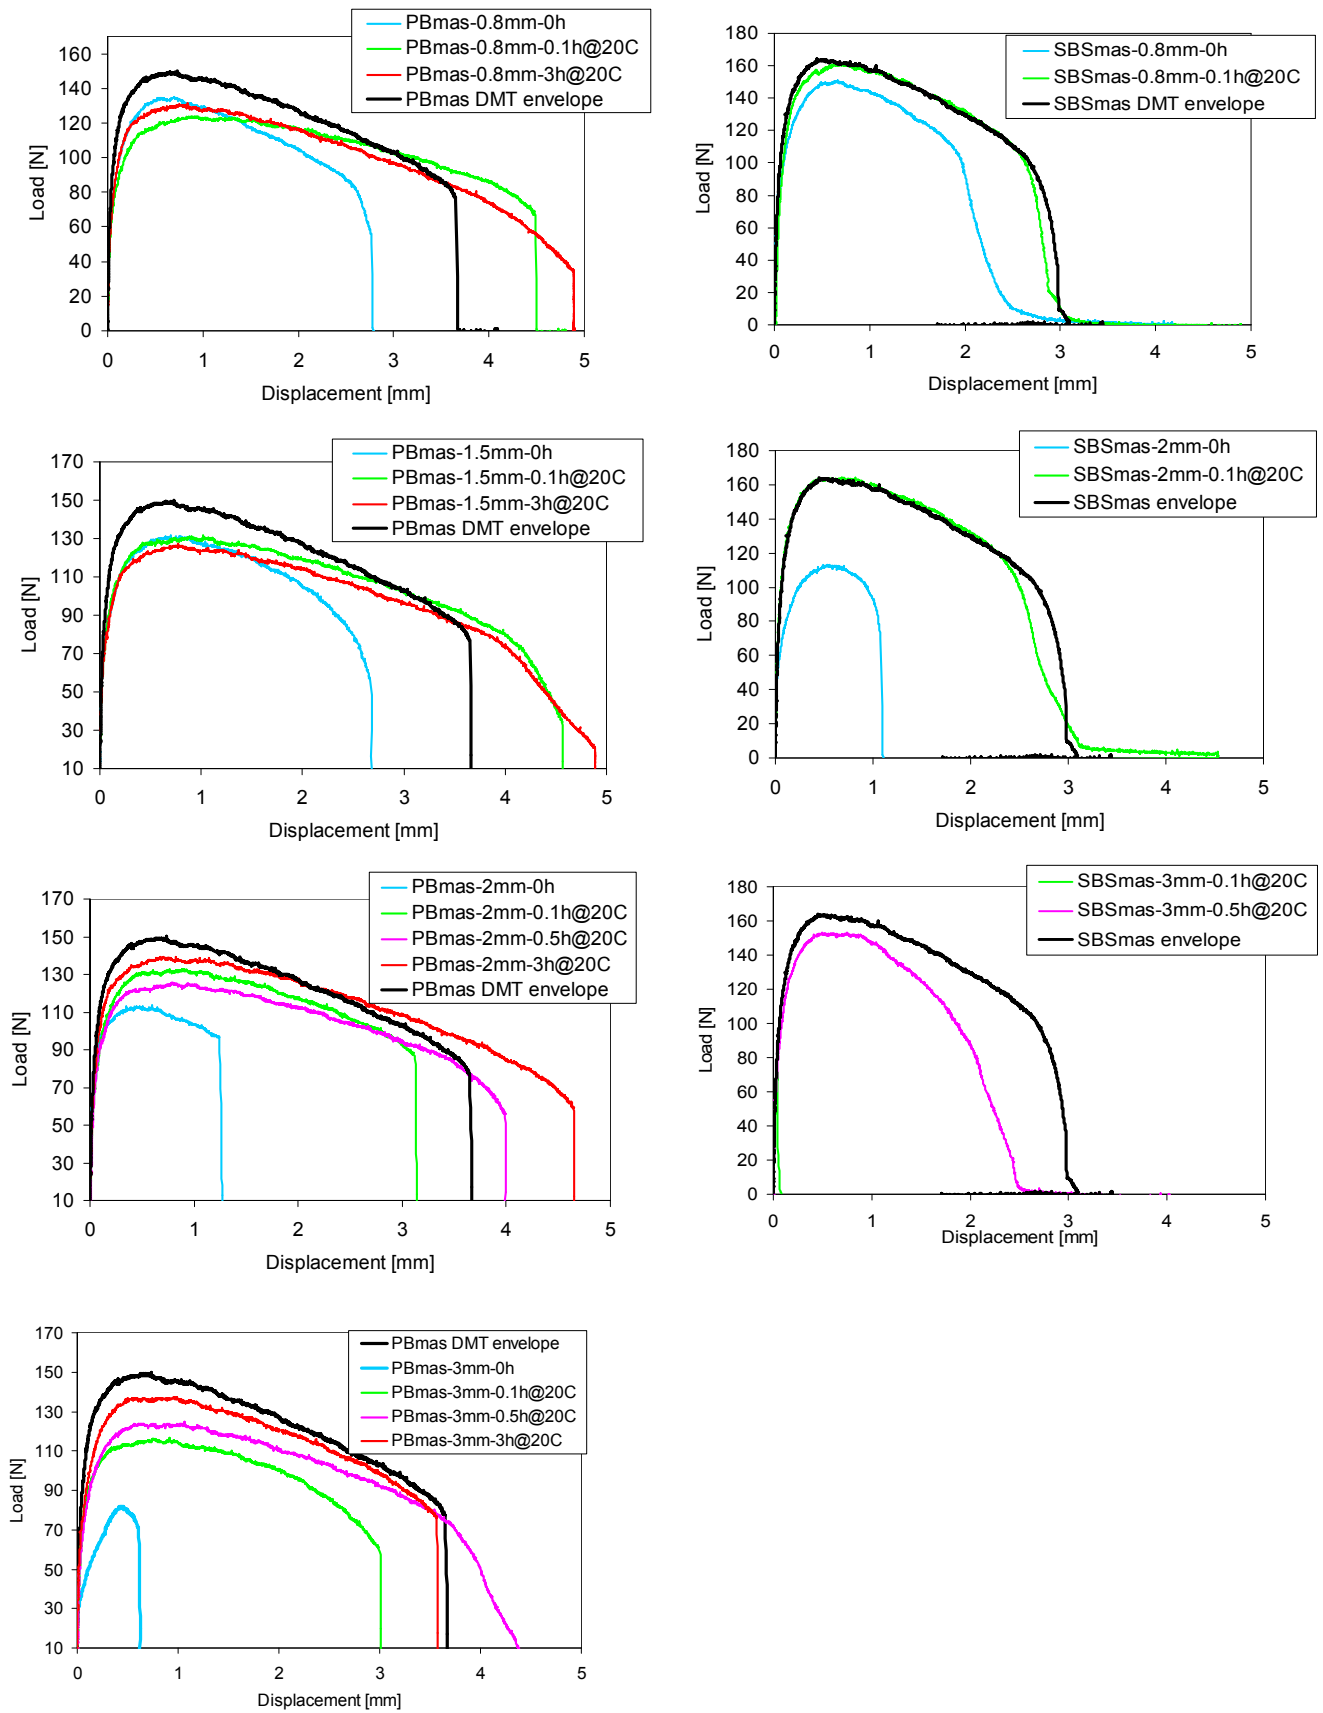 PBmas-0.8mm-0h
PBmas-0.8mm-0.1h@20C
PBmas-0.8mm-3h@20C
PBmas DMT envelope
160
140
120
100
80
60
40
20
0
Load [N]
0 1 2 3 4 5
Displacement [mm]
SBSmas-0.8mm-0h
SBSmas-0.8mm-0.1h@20C
SBSmas DMT envelope
180
160
140
120
100
80
60
40
20
0
Load [N]
0 1 2 3 4 5
Displacement [mm]
PBmas-1.5mm-0h
PBmas-1.5mm-0.1h@20C
PBmas-1.5mm-3h@20C
PBmas DMT envelope
170
150
130
110
90
70
50
30
10
Load [N]
0 1 2 3 4 5
Displacement [mm]
SBSmas-2mm-0h
SBSmas-2mm-0.1h@20C
SBSmas envelope
180
160
140
120
100
80
60
40
20
0
Load [N]
0 1 2 3 4 5
Displacement [mm]
PBmas-2mm-0h
PBmas-2mm-0.1h@20C
PBmas-2mm-0.5h@20C
PBmas-2mm-3h@20C
PBmas DMT envelope
170
150
130
110
90
70
50
30
10
Load [N]
0 1 2 3 4 5
Displacement [mm]
SBSmas-3mm-0.1h@20C
SBSmas-3mm-0.5h@20C
SBSmas envelope
180
160
140
120
100
80
60
40
20
0
Load [N]
0 1 2 3 4 5
Displacement [mm]
PBmas DMT envelope
PBmas-3mm-0h
PBmas-3mm-0.1h@20C
PBmas-3mm-0.5h@20C
PBmas-3mm-3h@20C
170
150
130
110
90
70
50
30
10
Load [N]
0 1 2 3 4 5
Displacement [mm]